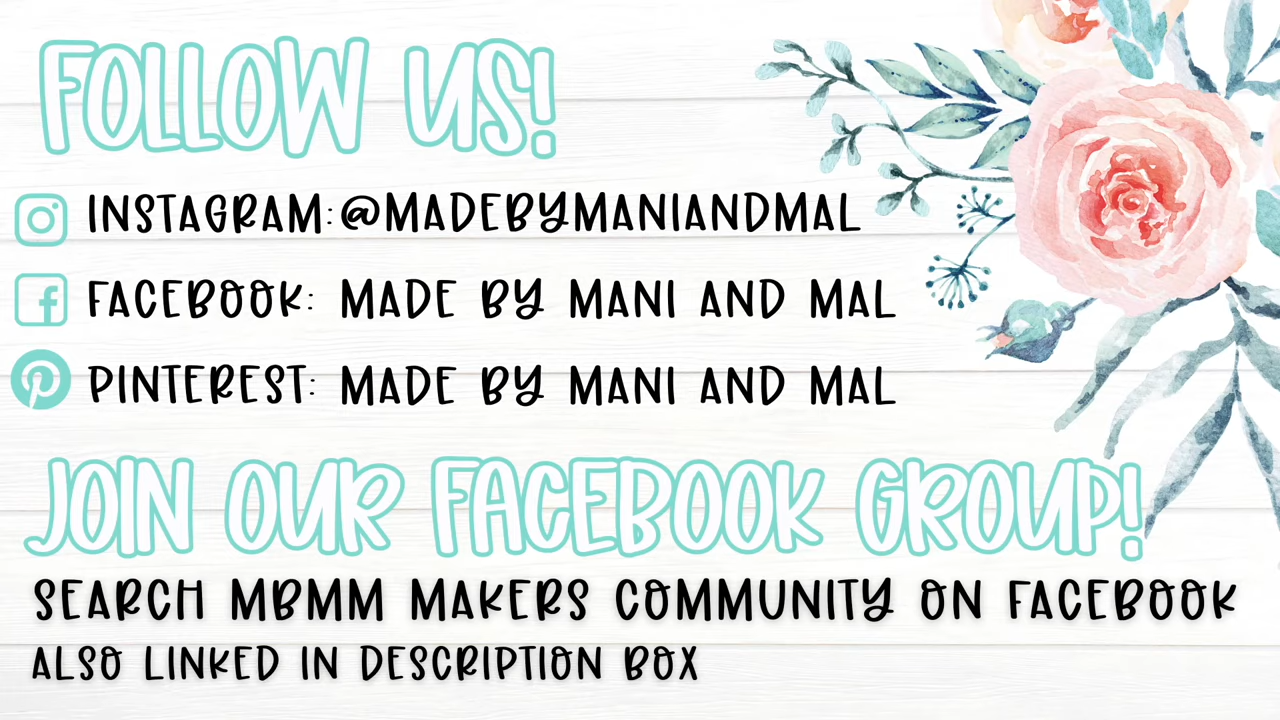 FOLLOW US!
INSTAGRAM: @MADEBYMANIANDMAL
FACEBOOK: MADE BY MANI AND MAL
PINTEREST: MADE BY MANI AND MAL
JOIN OUR FACEBOOK GROUP!
SEARCH MBMM MAKERS COMMUNITY ON FACEBOOK
ALSO LINKED IN DESCRIPTION BOX